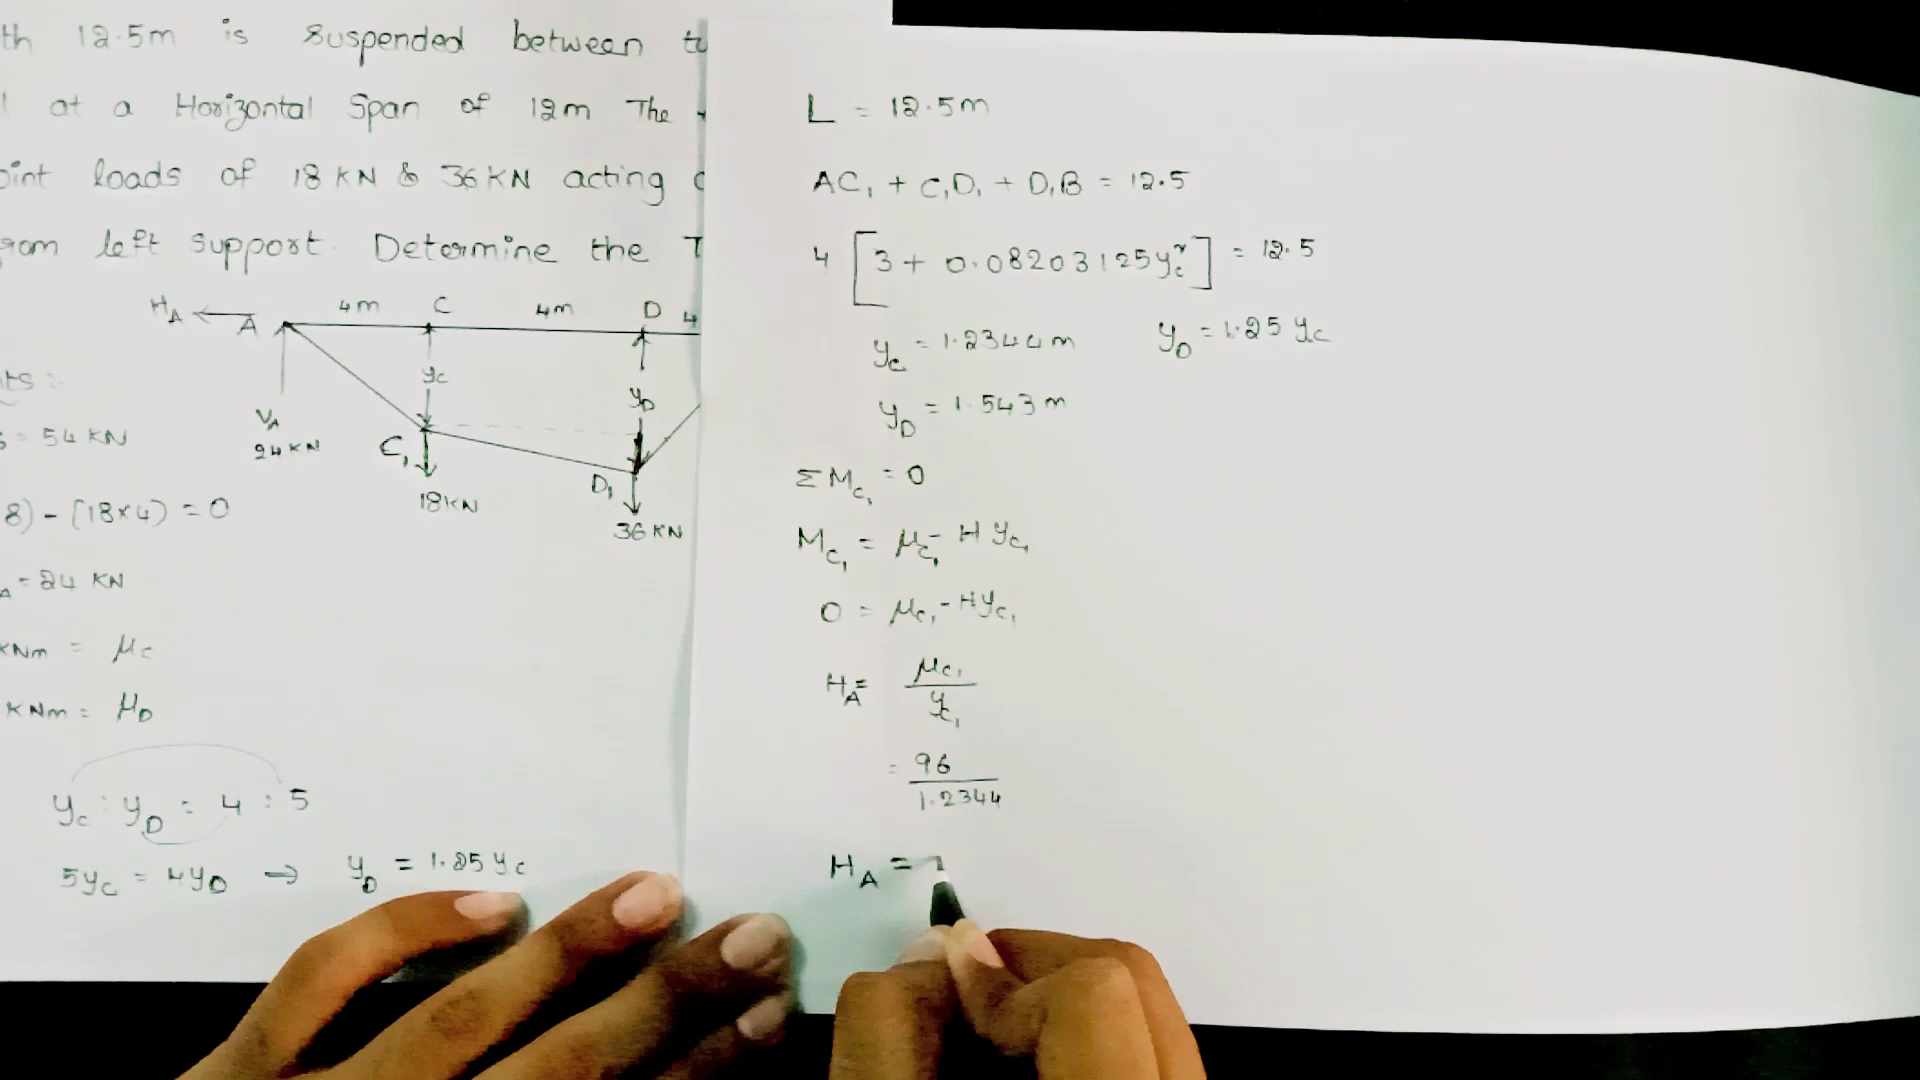 th 12.5m is suspended between
at a Horizontal Span of 12m The
oint loads of 18 KN & 36 KN acting
from left support. Determine the
HA A 4m C 4m D 4
yc yD
VA
24 KN
C1 18KN
D1
36 KN
nts :-
= 54 KN
8) - (18x4) = 0
A = 24 KN
KNm = μc
KNm = μD
yc : yD = 4 : 5
5yc = 4yD → yD = 1.25 yc
L = 12.5m
AC1 + C1D1 + D1B = 12.5
4 [3 + 0.08203125yc²] = 12.5
yc = 1.2344 m yD = 1.25 yc
yD = 1.543 m
ΣMc1 = 0
Mc1 = μc1 - H yc1
0 = μc1 - Hyc1
HA = μc1 / yc1
= 96 / 1.2344
HA =